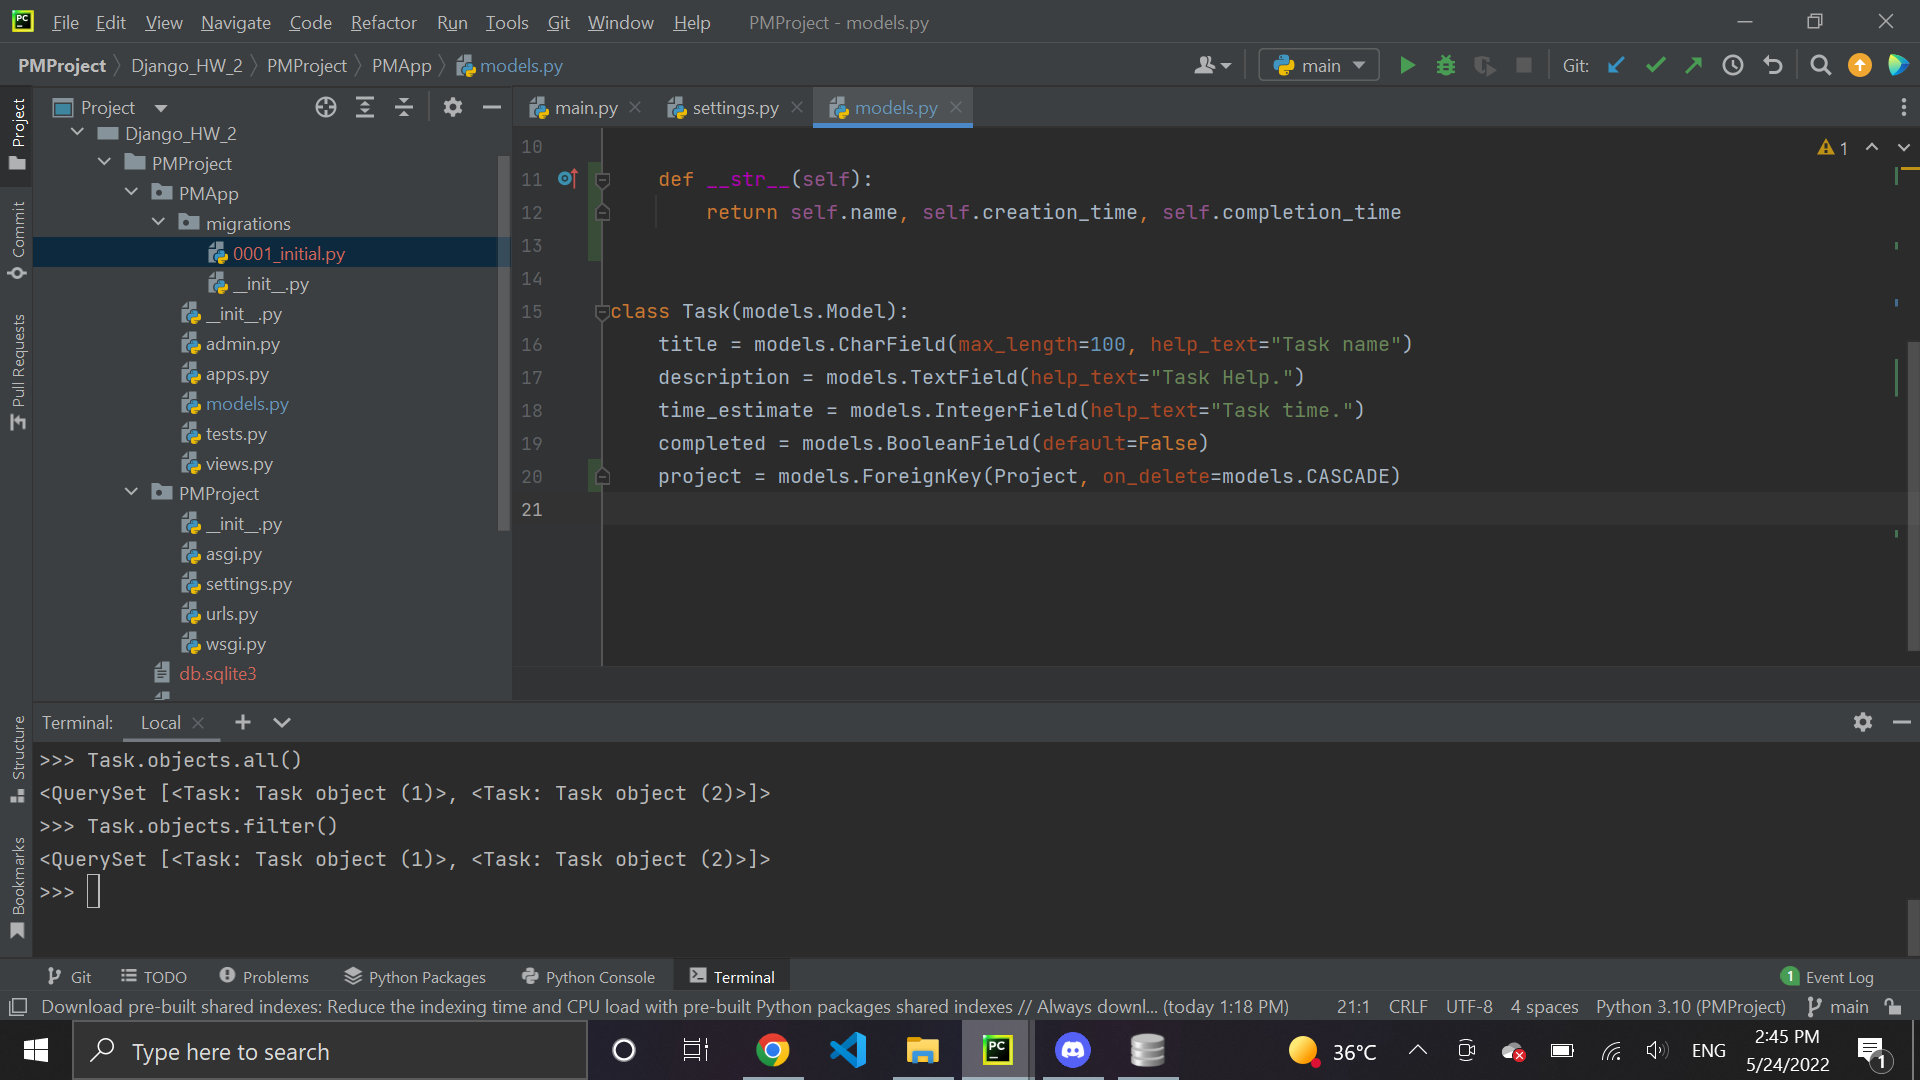 File Edit View Navigate Code Refactor Run Tools Git Window Help PMProject - models.py
PMProject Django_HW_2 PMProject PMApp models.py main Git:
Project main.py settings.py models.py
Project
Commit
Pull Requests
Structure
Bookmarks
Django_HW_2
PMProject
PMApp
migrations
0001_initial.py
__init__.py
__init__.py
admin.py
apps.py
models.py
tests.py
views.py
PMProject
__init__.py
asgi.py
settings.py
urls.py
wsgi.py
db.sqlite3
1
10
11 def __str__(self):
12 return self.name, self.creation_time, self.completion_time
13
14
15 class Task(models.Model):
16 title = models.CharField(max_length=100, help_text="Task name")
17 description = models.TextField(help_text="Task Help.")
18 time_estimate = models.IntegerField(help_text="Task time.")
19 completed = models.BooleanField(default=False)
20 project = models.ForeignKey(Project, on_delete=models.CASCADE)
21
Terminal: Local
>>> Task.objects.all()
<QuerySet [<Task: Task object (1)>, <Task: Task object (2)>]>
>>> Task.objects.filter()
<QuerySet [<Task: Task object (1)>, <Task: Task object (2)>]>
>>>
Git TODO Problems Python Packages Python Console Terminal 1 Event Log
Download pre-built shared indexes: Reduce the indexing time and CPU load with pre-built Python packages shared indexes // Always downl... (today 1:18 PM) 21:1 CRLF UTF-8 4 spaces Python 3.10 (PMProject) main
Type here to search PC 36°C ENG 2:45 PM
5/24/2022 1